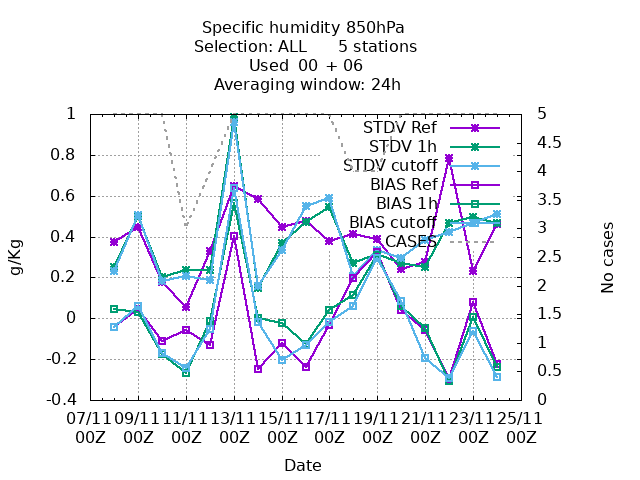 Specific humidity 850hPa
Selection: ALL 5 stations
Used 00 + 06
Averaging window: 24h
1
0.8
0.6
0.4
0.2
0
-0.2
-0.4
5
4.5
4
3.5
3
2.5
2
1.5
1
0.5
0
g/Kg
No cases
STDV Ref
STDV 1h
STDV cutoff
BIAS Ref
BIAS 1h
BIAS cutoff
CASES
07/11 09/11 11/11 13/11 15/11 17/11 19/11 21/11 23/11 25/11
00Z 00Z 00Z 00Z 00Z 00Z 00Z 00Z 00Z 00Z
Date